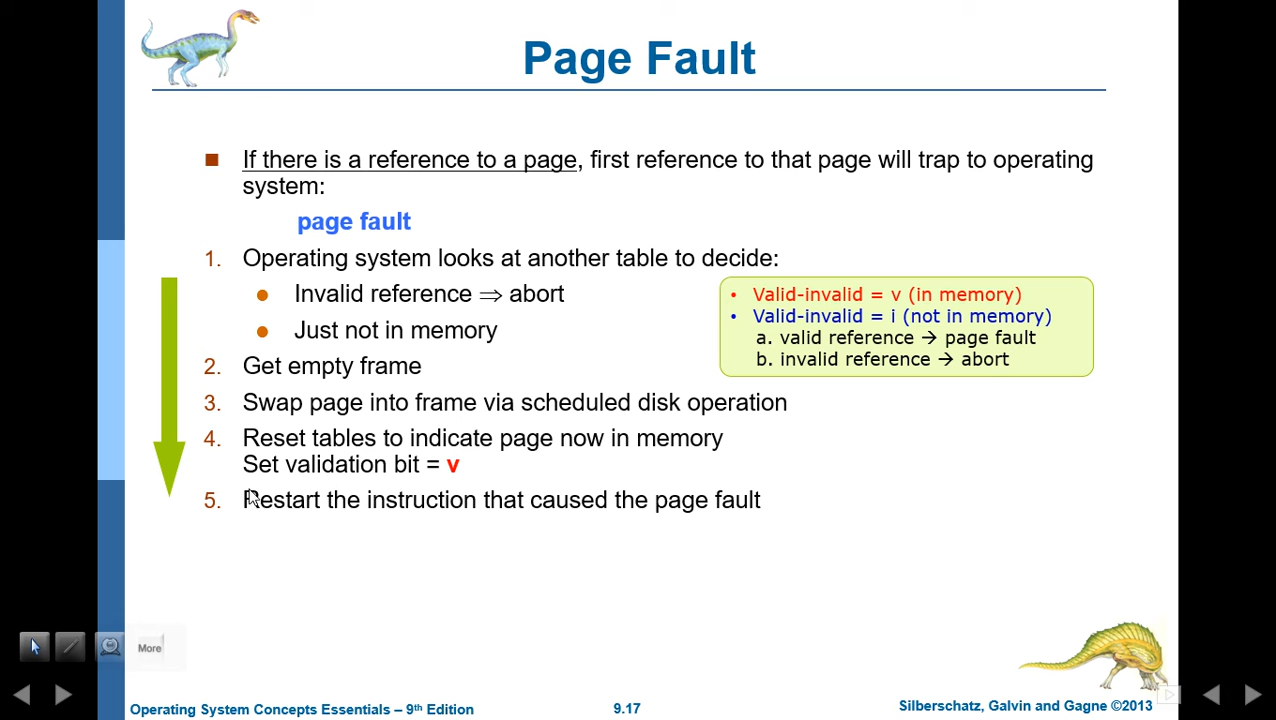 Page Fault
■ If there is a reference to a page, first reference to that page will trap to operating
system:
page fault
1. Operating system looks at another table to decide:
● Invalid reference ⇒ abort
● Just not in memory
2. Get empty frame
3. Swap page into frame via scheduled disk operation
4. Reset tables to indicate page now in memory
Set validation bit = v
5. Restart the instruction that caused the page fault
• Valid-invalid = v (in memory)
• Valid-invalid = i (not in memory)
a. valid reference → page fault
b. invalid reference → abort
More
Operating System Concepts Essentials – 9th Edition
9.17
Silberschatz, Galvin and Gagne ©2013